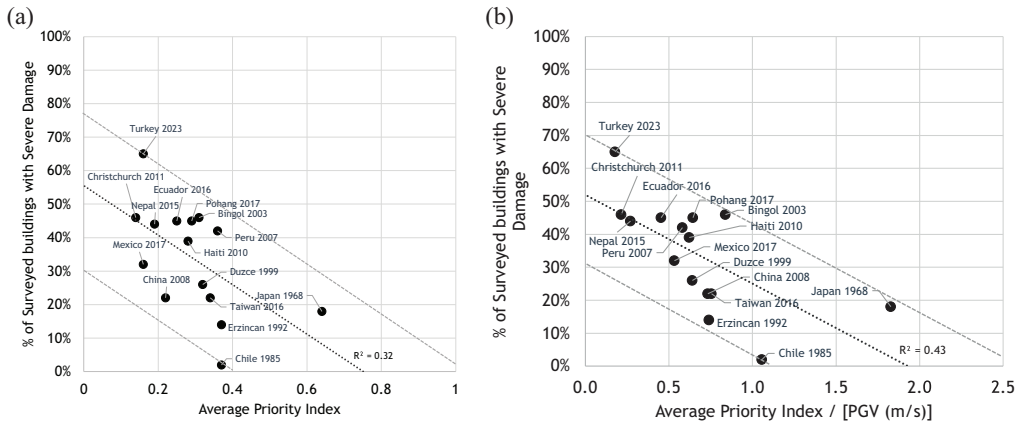 (a)
% of Surveyed buildings with Severe Damage
100%
90%
80%
70%
60%
50%
40%
30%
20%
10%
0%
Turkey 2023
Christchurch 2011
Ecuador 2016
Nepal 2015
Pohang 2017
Bingol 2003
Peru 2007
Mexico 2017
Haiti 2010
China 2008
Duzce 1999
Japan 1968
Taiwan 2016
Erzincan 1992
Chile 1985
R² = 0.32
0 0.2 0.4 0.6 0.8 1
Average Priority Index
(b)
% of Surveyed buildings with Severe
Damage
100%
90%
80%
70%
60%
50%
40%
30%
20%
10%
0%
Turkey 2023
Christchurch 2011
Ecuador 2016
Pohang 2017
Bingol 2003
Haiti 2010
Nepal 2015
Peru 2007
Mexico 2017
Duzce 1999
China 2008
Japan 1968
Taiwan 2016
Erzincan 1992
Chile 1985
R² = 0.43
0.0 0.5 1.0 1.5 2.0 2.5
Average Priority Index / [PGV (m/s)]